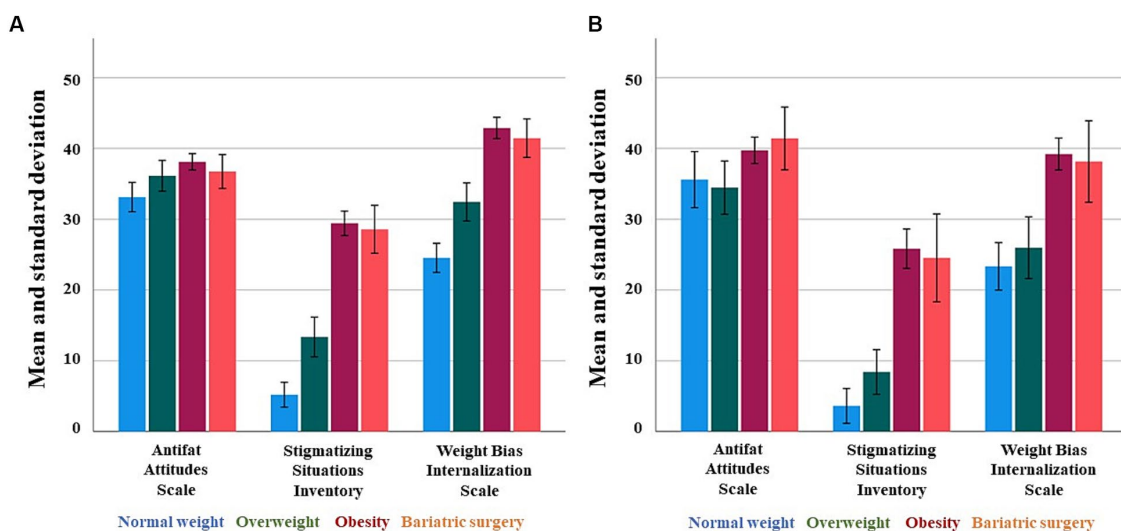 A
Mean and standard deviation
50
40
30
20
10
0
Antifat
Attitudes
Scale
Stigmatizing
Situations
Inventory
Weight Bias
Internalization
Scale
Normal weight Overweight Obesity Bariatric surgery
B
Mean and standard deviation
50
40
30
20
10
0
Antifat
Attitudes
Scale
Stigmatizing
Situations
Inventory
Weight Bias
Internalization
Scale
Normal weight Overweight Obesity Bariatric surgery